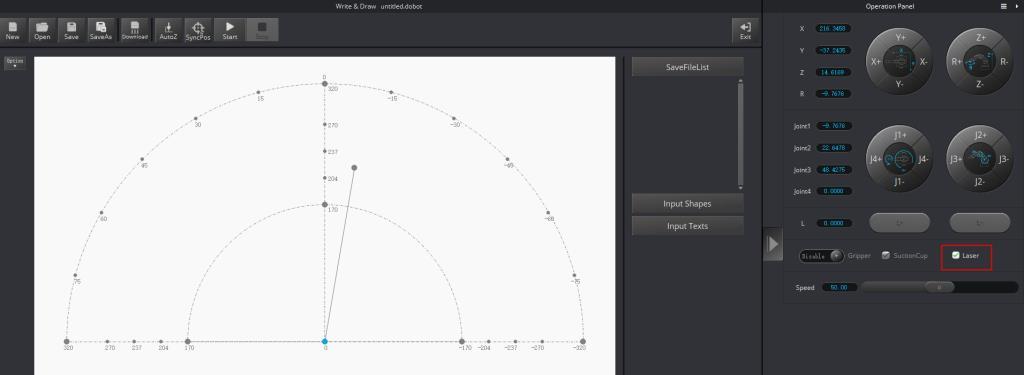 Write & Draw untitled.dobot
Operation Panel
New
Open
Save
SaveAs
Download
AutoZ
SyncPos
Start
Stop
Exit
Option
SaveFileList
Input Shapes
Input Texts
0
320
15
-15
30
-30
270
45
237
204
170
60
-60
75
-75
320
270
237
204
170
0
-170
-204
-237
-270
-320
X 216.3458
Y -37.2435
Z 14.6189
R -9.7676
Y+
X+
X-
Y-
Z+
R+
R-
Z-
Joint1 -9.7676
Joint2 22.6478
Joint3 48.4275
Joint4 0.0000
J1+
J4+
J4-
J1-
J2+
J3+
J3-
J2-
L 0.0000
L+
Disable
Gripper
SuctionCup
Laser
Speed 50.00